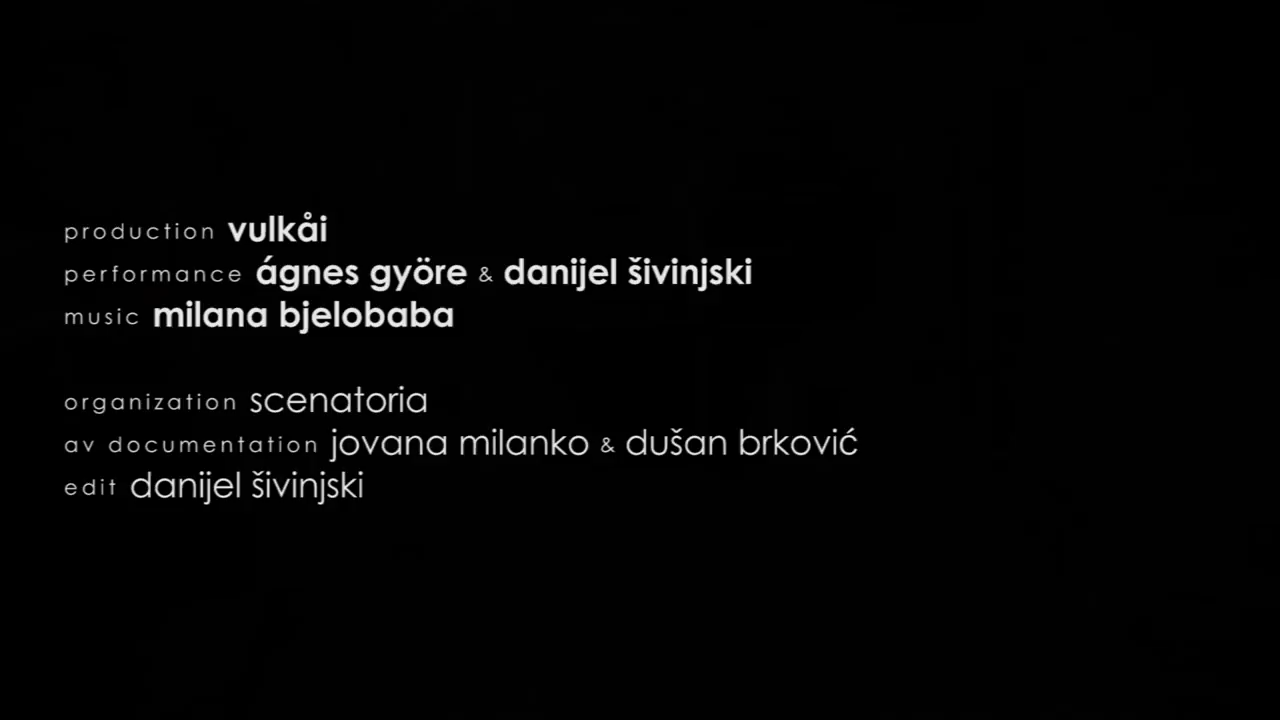 production vulkåi
performance ágnes györe & danijel šivinjski
music milana bjelobaba
organization scenatoria
av documentation jovana milanko & dušan brković
edit danijel šivinjski